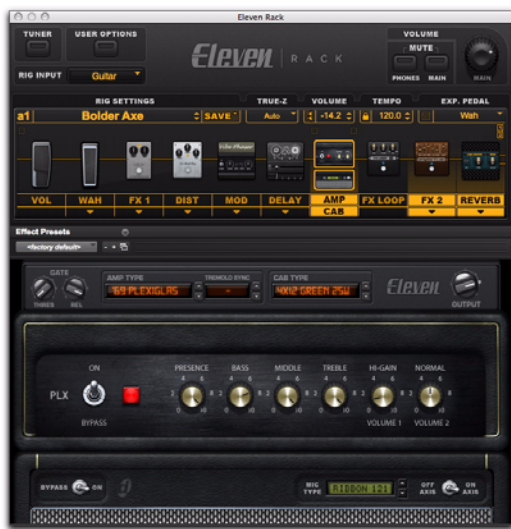 Eleven Rack
TUNER USER OPTIONS VOLUME
MUTE
Eleven | RACK
RIG INPUT Guitar PHONES MAIN MAIN
RIG SETTINGS TRUE-Z VOLUME TEMPO EXP. PEDAL
a1 Bolder Axe SAVE Auto -14.2 120.0 Wah
VOL WAH FX 1 DIST MOD DELAY AMP FX LOOP FX 2 REVERB
CAB
Effect Presets
<factory default>
GATE AMP TYPE TREMOLO SYNC CAB TYPE
'69 PLEXIGLAS - 4X12 GREEN 25W Eleven
THRES REL OUTPUT
ON PRESENCE BASS MIDDLE TREBLE HI-GAIN NORMAL
PLX
BYPASS VOLUME 1 VOLUME 2
BYPASS ON MIC TYPE RIBBON 121 OFF AXIS ON AXIS